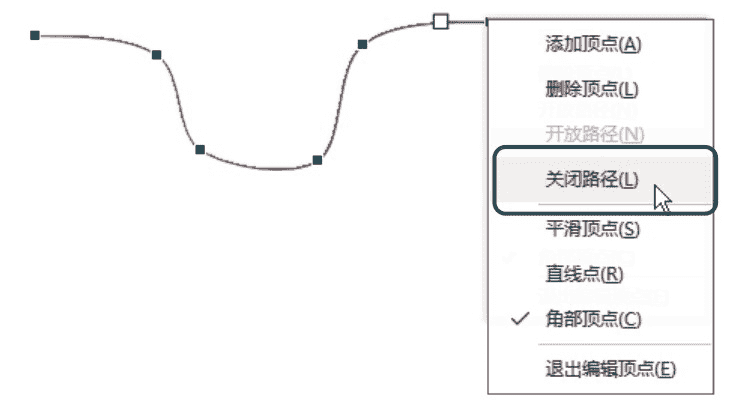 添加顶点(A)
删除顶点(L)
开放路径(N)
关闭路径(L)
平滑顶点(S)
直线点(R)
角部顶点(C)
退出编辑顶点(E)